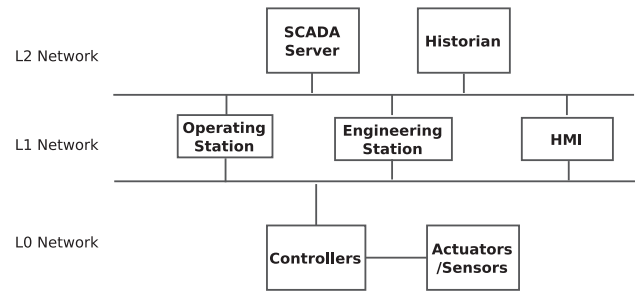 L2 Network
SCADA
Server
Historian
L1 Network
Operating
Station
Engineering
Station
HMI
L0 Network
Controllers
Actuators
/Sensors